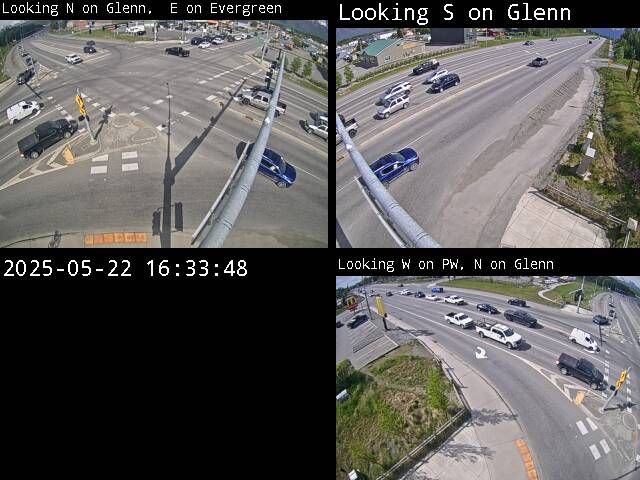 Looking N on Glenn, E on Evergreen
Looking S on Glenn
2025-05-22 16:33:48
Looking W on PW, N on Glenn